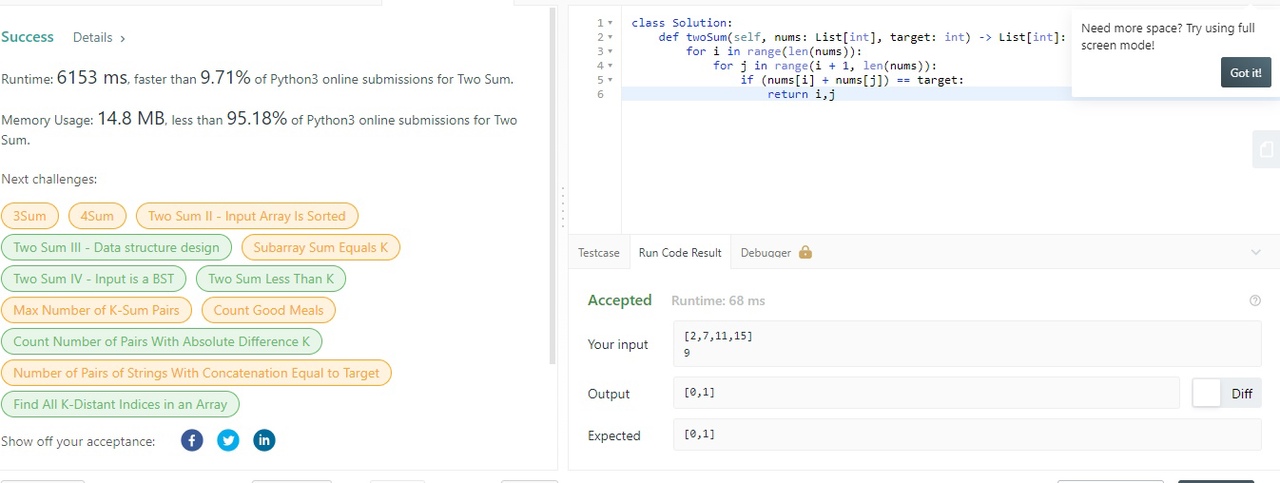 Success Details >
Runtime: 6153 ms, faster than 9.71% of Python3 online submissions for Two Sum.
Memory Usage: 14.8 MB, less than 95.18% of Python3 online submissions for Two
Sum.
Next challenges:
3Sum 4Sum Two Sum II - Input Array Is Sorted
Two Sum III - Data structure design Subarray Sum Equals K
Two Sum IV - Input is a BST Two Sum Less Than K
Max Number of K-Sum Pairs Count Good Meals
Count Number of Pairs With Absolute Difference K
Number of Pairs of Strings With Concatenation Equal to Target
Find All K-Distant Indices in an Array
Show off your acceptance:
1 class Solution:
2 def twoSum(self, nums: List[int], target: int) -> List[int]:
3 for i in range(len(nums)):
4 for j in range(i + 1, len(nums)):
5 if (nums[i] + nums[j]) == target:
6 return i,j
Need more space? Try using full
screen mode!
Got it!
Testcase Run Code Result Debugger
Accepted Runtime: 68 ms
Your input
[2,7,11,15]
9
Output [0,1] Diff
Expected [0,1]